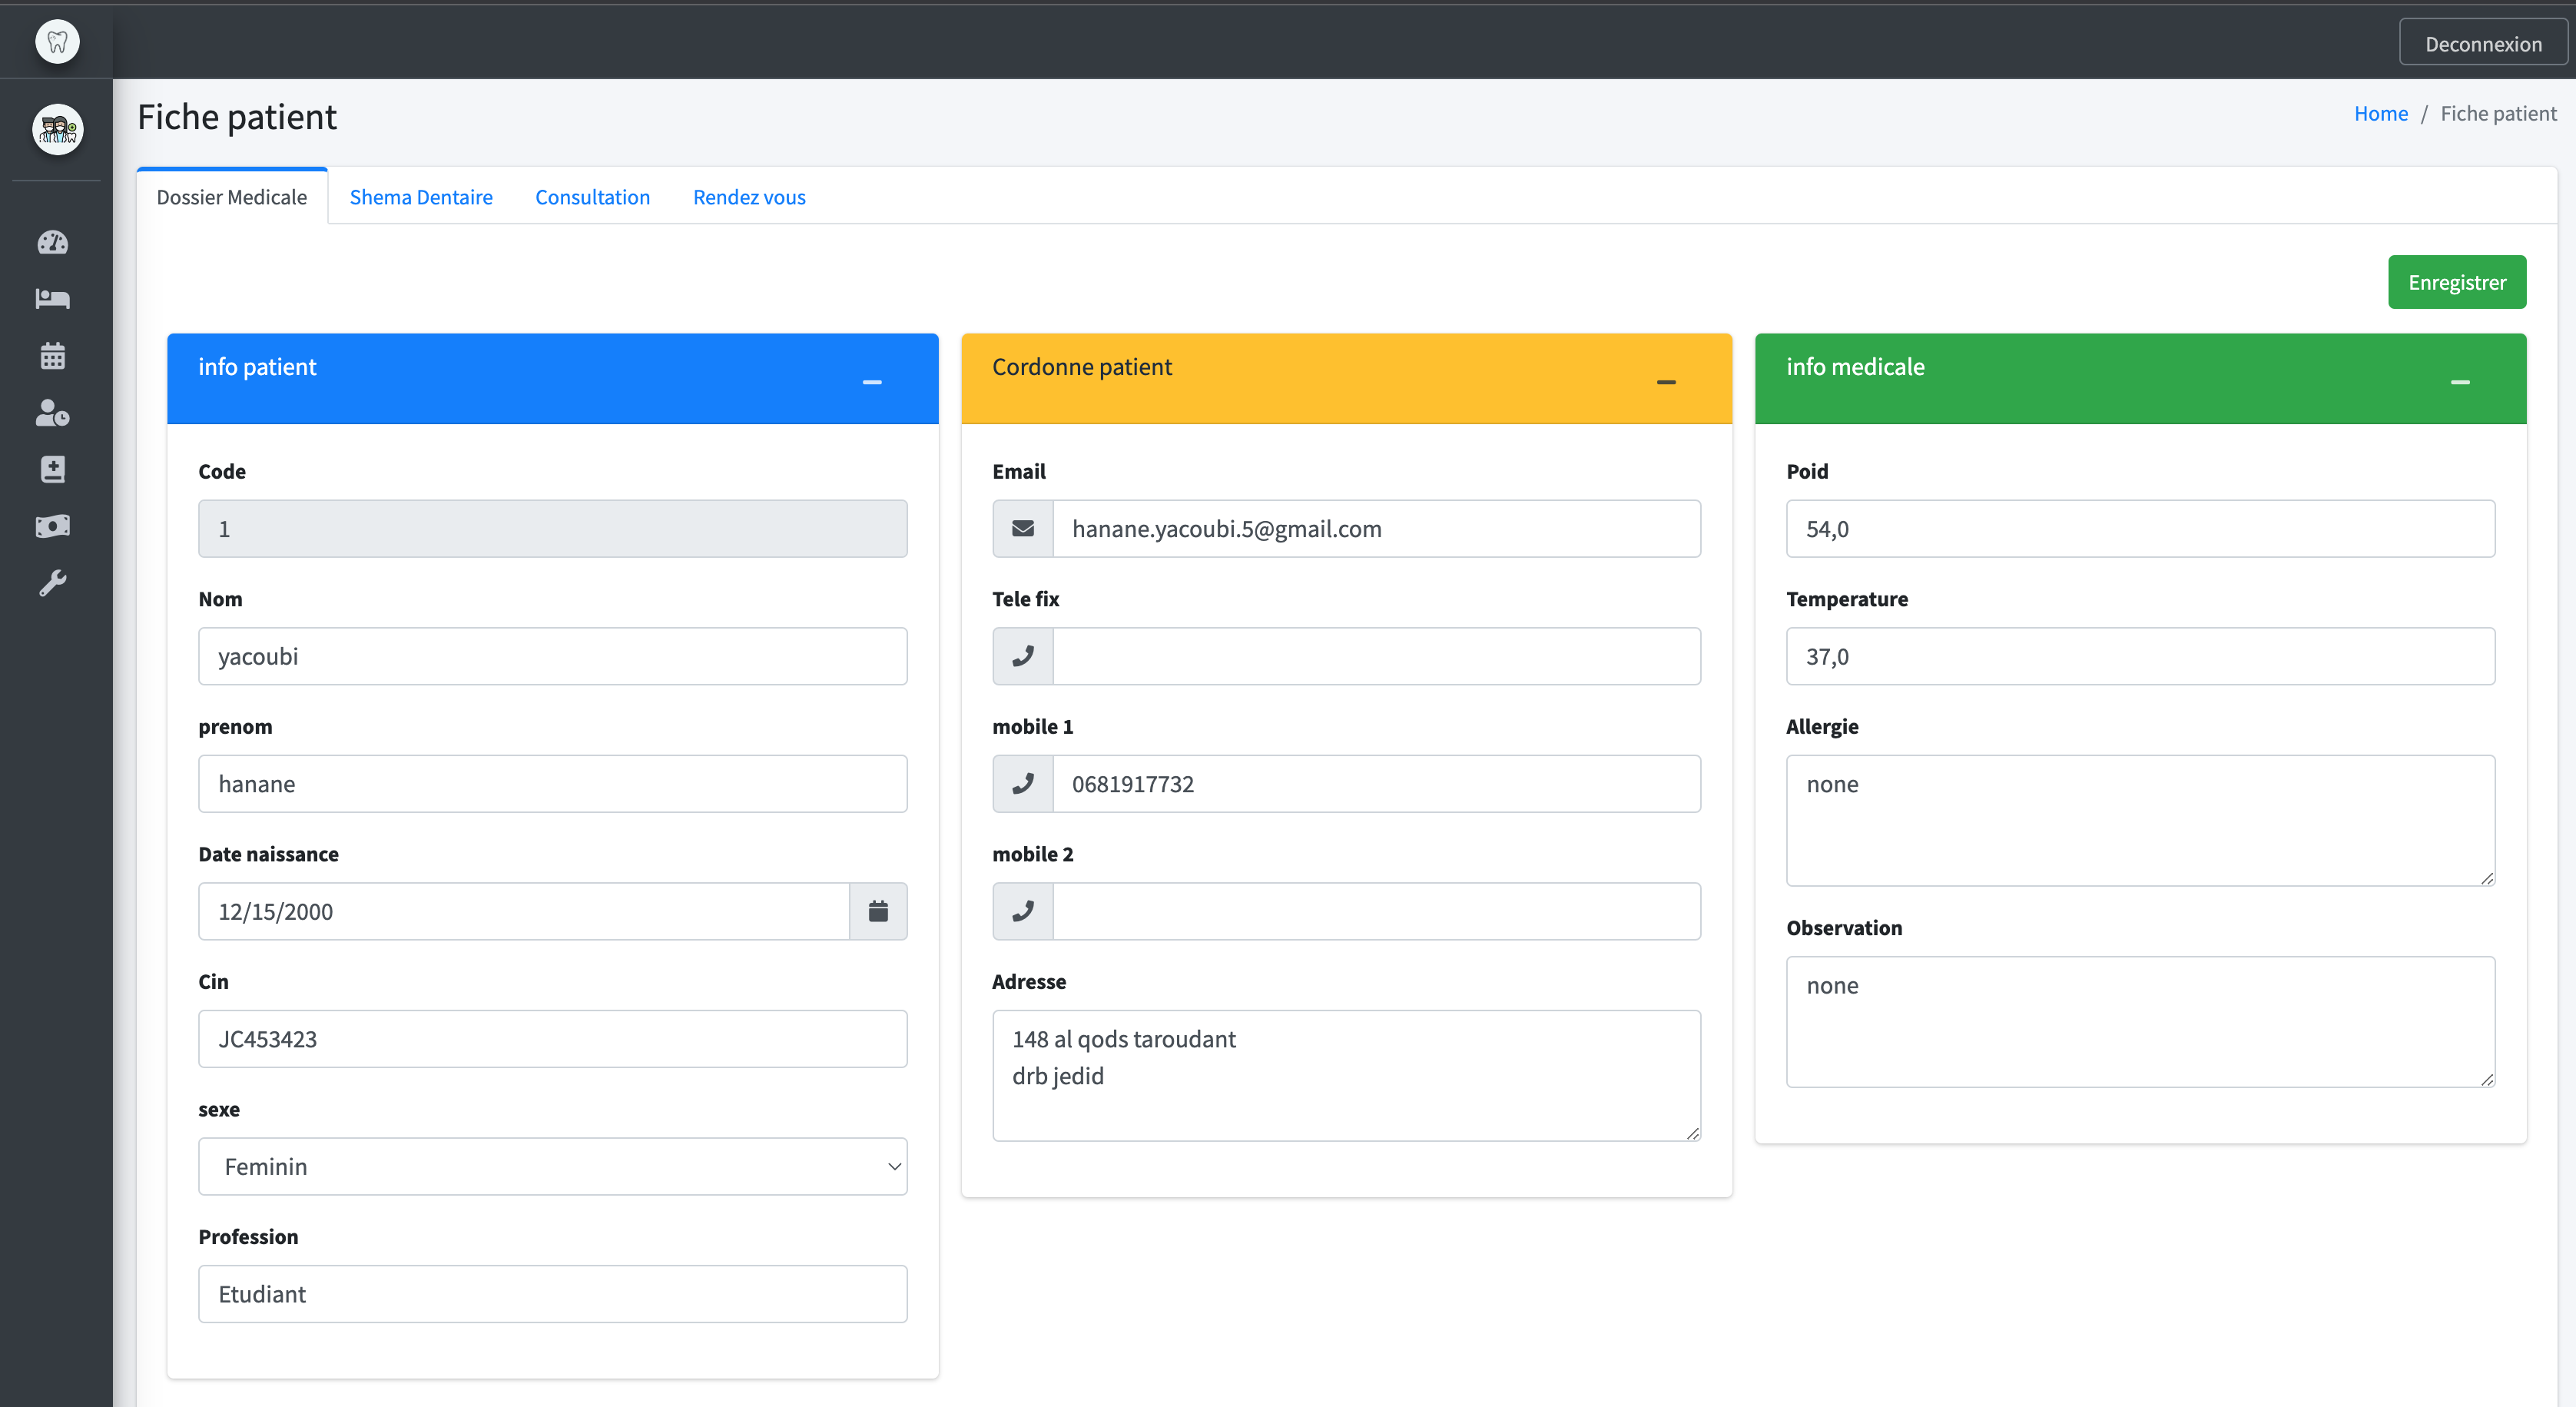 Deconnexion
Fiche patient
Home / Fiche patient
Dossier Medicale
Shema Dentaire
Consultation
Rendez vous
Enregistrer
info patient
Code
1
Nom
yacoubi
prenom
hanane
Date naissance
12/15/2000
Cin
JC453423
sexe
Feminin
Profession
Etudiant
Cordonne patient
Email
hanane.yacoubi.5@gmail.com
Tele fix
mobile 1
0681917732
mobile 2
Adresse
148 al qods taroudant
drb jedid
info medicale
Poid
54,0
Temperature
37,0
Allergie
none
Observation
none